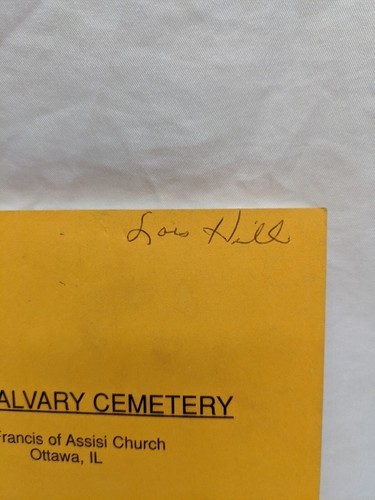 Lois Hill
ALVARY CEMETERY
Francis of Assisi Church
Ottawa, IL